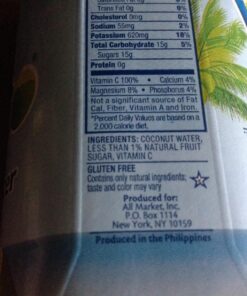 Trans Fat 0g
Cholesterol 0mg 0%
Sodium 55mg 2%
Potassium 620mg 18%
Total Carbohydrate 15g 5%
Sugars 15g
Protein 0g
Vitamin C 100% • Calcium 4%
Magnesium 8% • Phosphorus 4%
Not a significant source of Fat
Cal, Fiber, Vitamin A and Iron.
*Percent Daily Values are based on a
2,000 calorie diet.
INGREDIENTS: COCONUT WATER,
LESS THAN 1% NATURAL FRUIT
SUGAR, VITAMIN C
GLUTEN FREE
Contains only natural ingredients;
taste and color may vary
Produced for:
All Market, Inc.
P.O. Box 1114
New York, NY 10159
Produced in the Philippines